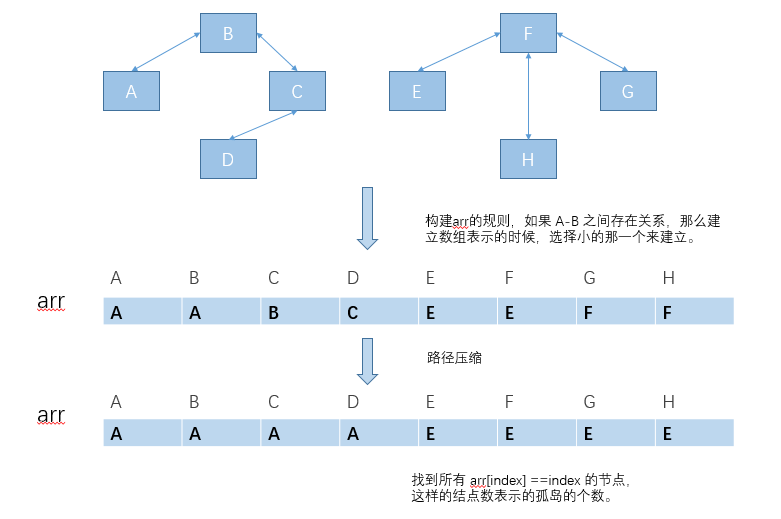 B
F
A
C
E
G
D
H
构建arr的规则，如果 A-B 之间存在关系，那么建
立数组表示的时候，选择小的那一个来建立。
A B C D E F G H
arr
A A B C E E F F
路径压缩
A B C D E F G H
arr
A A A A E E E E
找到所有 arr[index] ==index 的节点，
这样的结点数表示的孤岛的个数。